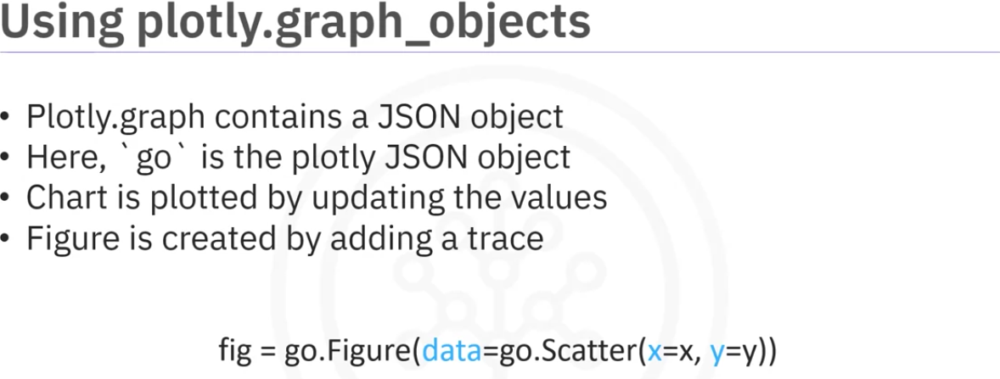 Using plotly.graph_objects
• Plotly.graph contains a JSON object
• Here, `go` is the plotly JSON object
• Chart is plotted by updating the values
• Figure is created by adding a trace
fig = go.Figure(data=go.Scatter(x=x, y=y))